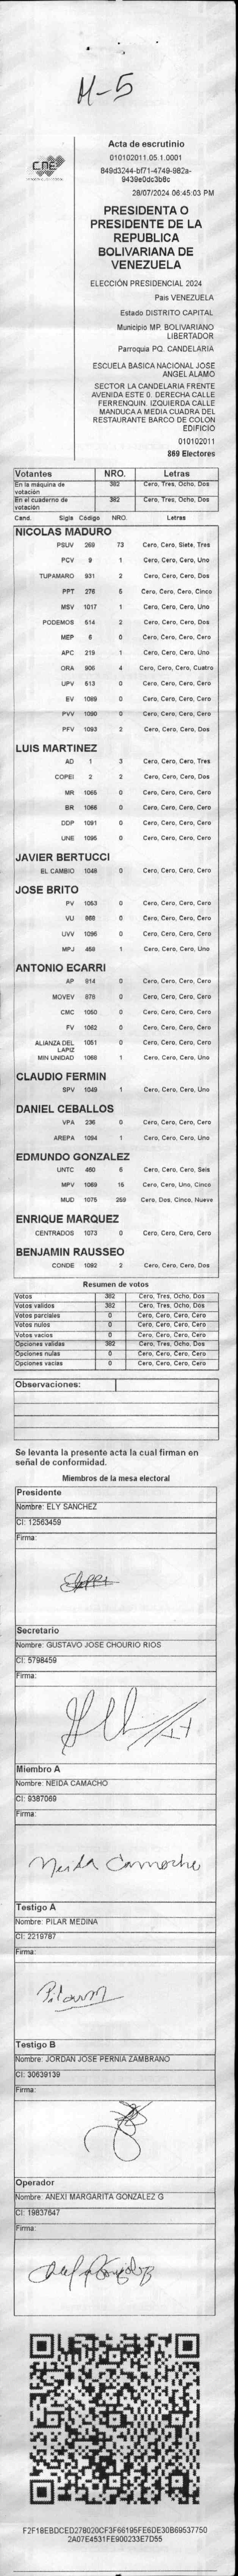 M-5
CNE
Acta de escrutinio
010102011.05.1.0001
849d3244-bf71-4749-982a-
9439e0dc3b8c
28/07/2024 06:45:03 PM
PRESIDENTA O
PRESIDENTE DE LA
REPUBLICA
BOLIVARIANA DE
VENEZUELA
ELECCIÓN PRESIDENCIAL 2024
Pais VENEZUELA
Estado DISTRITO CAPITAL
Municipio MP. BOLIVARIANO
LIBERTADOR
Parroquia PQ. CANDELARIA
ESCUELA BASICA NACIONAL JOSE
ANGEL ALAMO
SECTOR LA CANDELARIA FRENTE
AVENIDA ESTE 0. DERECHA CALLE
FERRENQUIN. IZQUIERDA CALLE
MANDUCA A MEDIA CUADRA DEL
RESTAURANTE BARCO DE COLON
EDIFICIO
010102011
869 Electores
Votantes NRO. Letras
En la máquina de votación 382 Cero, Tres, Ocho, Dos
En el cuaderno de votación 382 Cero, Tres, Ocho, Dos
Cand. Sigla Código NRO. Letras
NICOLAS MADURO
PSUV 269 73 Cero, Cero, Siete, Tres
PCV 9 1 Cero, Cero, Cero, Uno
TUPAMARO 931 2 Cero, Cero, Cero, Dos
PPT 276 5 Cero, Cero, Cero, Cinco
MSV 1017 1 Cero, Cero, Cero, Uno
PODEMOS 514 2 Cero, Cero, Cero, Dos
MEP 6 0 Cero, Cero, Cero, Cero
APC 219 1 Cero, Cero, Cero, Uno
ORA 906 4 Cero, Cero, Cero, Cuatro
UPV 513 0 Cero, Cero, Cero, Cero
EV 1089 0 Cero, Cero, Cero, Cero
PVV 1090 0 Cero, Cero, Cero, Cero
PFV 1093 2 Cero, Cero, Cero, Dos
LUIS MARTINEZ
AD 1 3 Cero, Cero, Cero, Tres
COPEI 2 2 Cero, Cero, Cero, Dos
MR 1065 0 Cero, Cero, Cero, Cero
BR 1088 0 Cero, Cero, Cero, Cero
DDP 1091 0 Cero, Cero, Cero, Cero
UNE 1095 0 Cero, Cero, Cero, Cero
JAVIER BERTUCCI
EL CAMBIO 1048 0 Cero, Cero, Cero, Cero
JOSE BRITO
PV 1053 0 Cero, Cero, Cero, Cero
VU 868 0 Cero, Cero, Cero, Cero
UVV 1096 0 Cero, Cero, Cero, Cero
MPJ 458 1 Cero, Cero, Cero, Uno
ANTONIO ECARRI
AP 914 0 Cero, Cero, Cero, Cero
MOVEV 878 0 Cero, Cero, Cero, Cero
CMC 1050 0 Cero, Cero, Cero, Cero
FV 1062 0 Cero, Cero, Cero, Cero
ALIANZA DEL LAPIZ 1051 0 Cero, Cero, Cero, Cero
MIN UNIDAD 1068 1 Cero, Cero, Cero, Uno
CLAUDIO FERMIN
SPV 1049 1 Cero, Cero, Cero, Uno
DANIEL CEBALLOS
VPA 236 0 Cero, Cero, Cero, Cero
AREPA 1094 1 Cero, Cero, Cero, Uno
EDMUNDO GONZALEZ
UNTC 460 6 Cero, Cero, Cero, Seis
MPV 1069 15 Cero, Cero, Uno, Cinco
MUD 1075 259 Cero, Dos, Cinco, Nueve
ENRIQUE MARQUEZ
CENTRADOS 1073 0 Cero, Cero, Cero, Cero
BENJAMIN RAUSSEO
CONDE 1092 2 Cero, Cero, Cero, Dos
Resumen de votos
Votos 382 Cero, Tres, Ocho, Dos
Votos validos 382 Cero, Tres, Ocho, Dos
Votos parciales 0 Cero, Cero, Cero, Cero
Votos nulos 0 Cero, Cero, Cero, Cero
Votos vacios 0 Cero, Cero, Cero, Cero
Opciones validas 382 Cero, Tres, Ocho, Dos
Opciones nulas 0 Cero, Cero, Cero, Cero
Opciones vacias 0 Cero, Cero, Cero, Cero
Observaciones:
Se levanta la presente acta la cual firman en
señal de conformidad.
Miembros de la mesa electoral
Presidente
Nombre: ELY SANCHEZ
CI: 12563459
Firma:
Secretario
Nombre: GUSTAVO JOSE CHOURIO RIOS
CI: 5798459
Firma:
Miembro A
Nombre: NEIDA CAMACHO
CI: 9387069
Firma:
Neida Camacho
Testigo A
Nombre: PILAR MEDINA
CI: 2219787
Firma:
PilarM
Testigo B
Nombre: JORDAN JOSE PERNIA ZAMBRANO
CI: 30639139
Firma:
Operador
Nombre: ANEXI MARGARITA GONZALEZ G
CI: 19837647
Firma:
F2F18EBDCED278020CF3F66195FE6DE30B69537750
2A07E4531FE900233E7D55